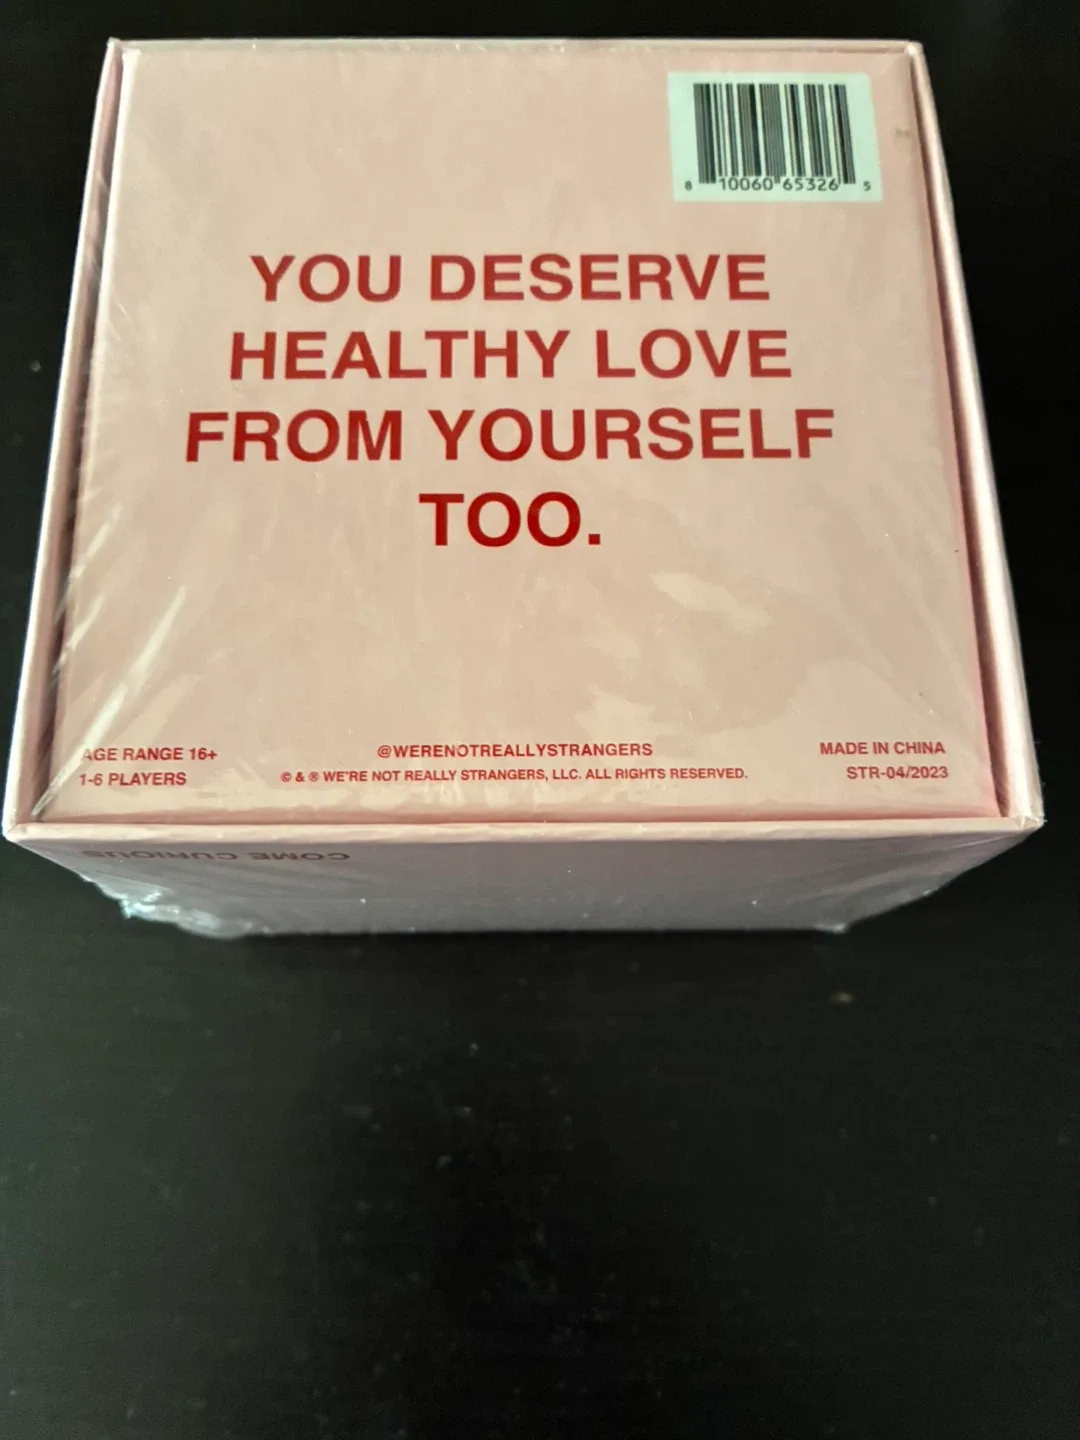 8 10060 65326 5
YOU DESERVE
HEALTHY LOVE
FROM YOURSELF
TOO.
AGE RANGE 16+
1-6 PLAYERS
@WERENOTREALLYSTRANGERS
© & ® WE'RE NOT REALLY STRANGERS, LLC. ALL RIGHTS RESERVED.
MADE IN CHINA
STR-04/2023
COME CURIOUS